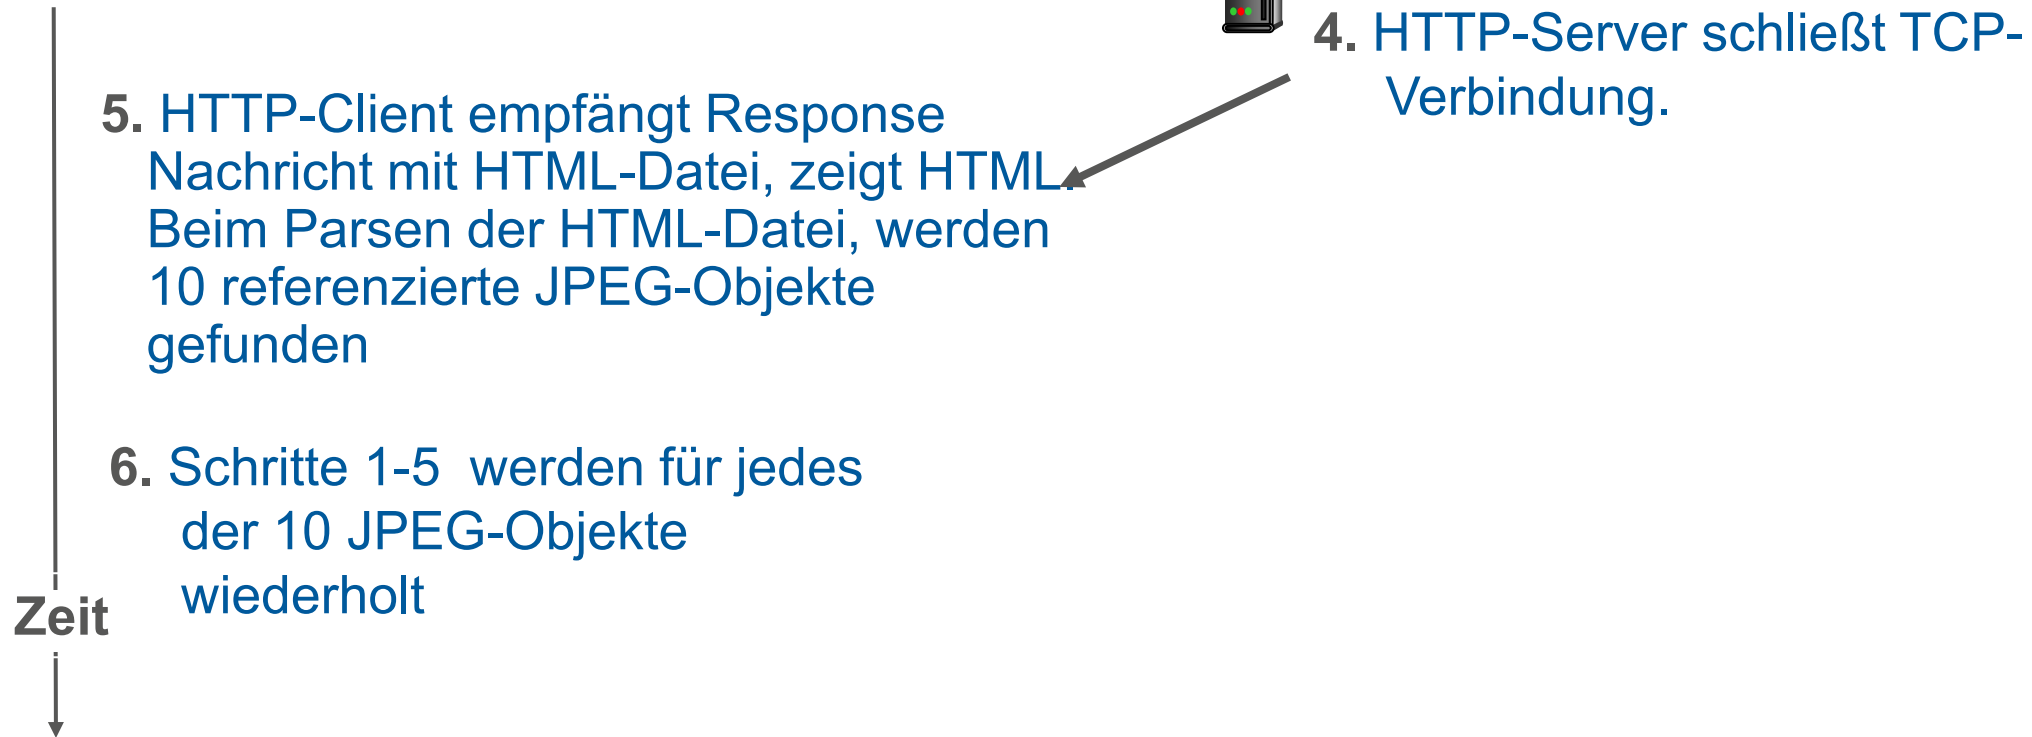 4. HTTP-Server schließt TCP-
Verbindung.
5. HTTP-Client empfängt Response
Nachricht mit HTML-Datei, zeigt HTML.
Beim Parsen der HTML-Datei, werden
10 referenzierte JPEG-Objekte
gefunden
6. Schritte 1-5  werden für jedes
der 10 JPEG-Objekte
wiederholt
Zeit